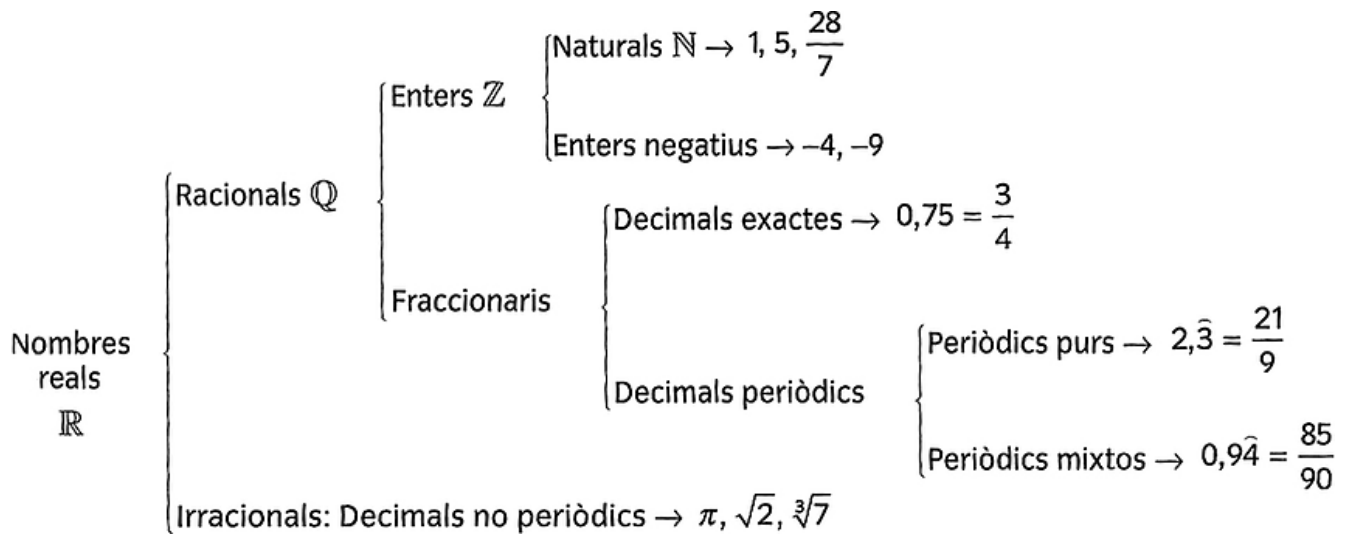 Naturals ℕ → 1, 5, 28/7
Enters ℤ
Enters negatius → –4, –9
Racionals ℚ
Decimals exactes → 0,75 = 3/4
Fraccionaris
Nombres
reals
ℝ
Periòdics purs → 2,3̑ = 21/9
Decimals periòdics
Periòdics mixtos → 0,94̑ = 85/90
Irracionals: Decimals no periòdics → π, √2, ∛7